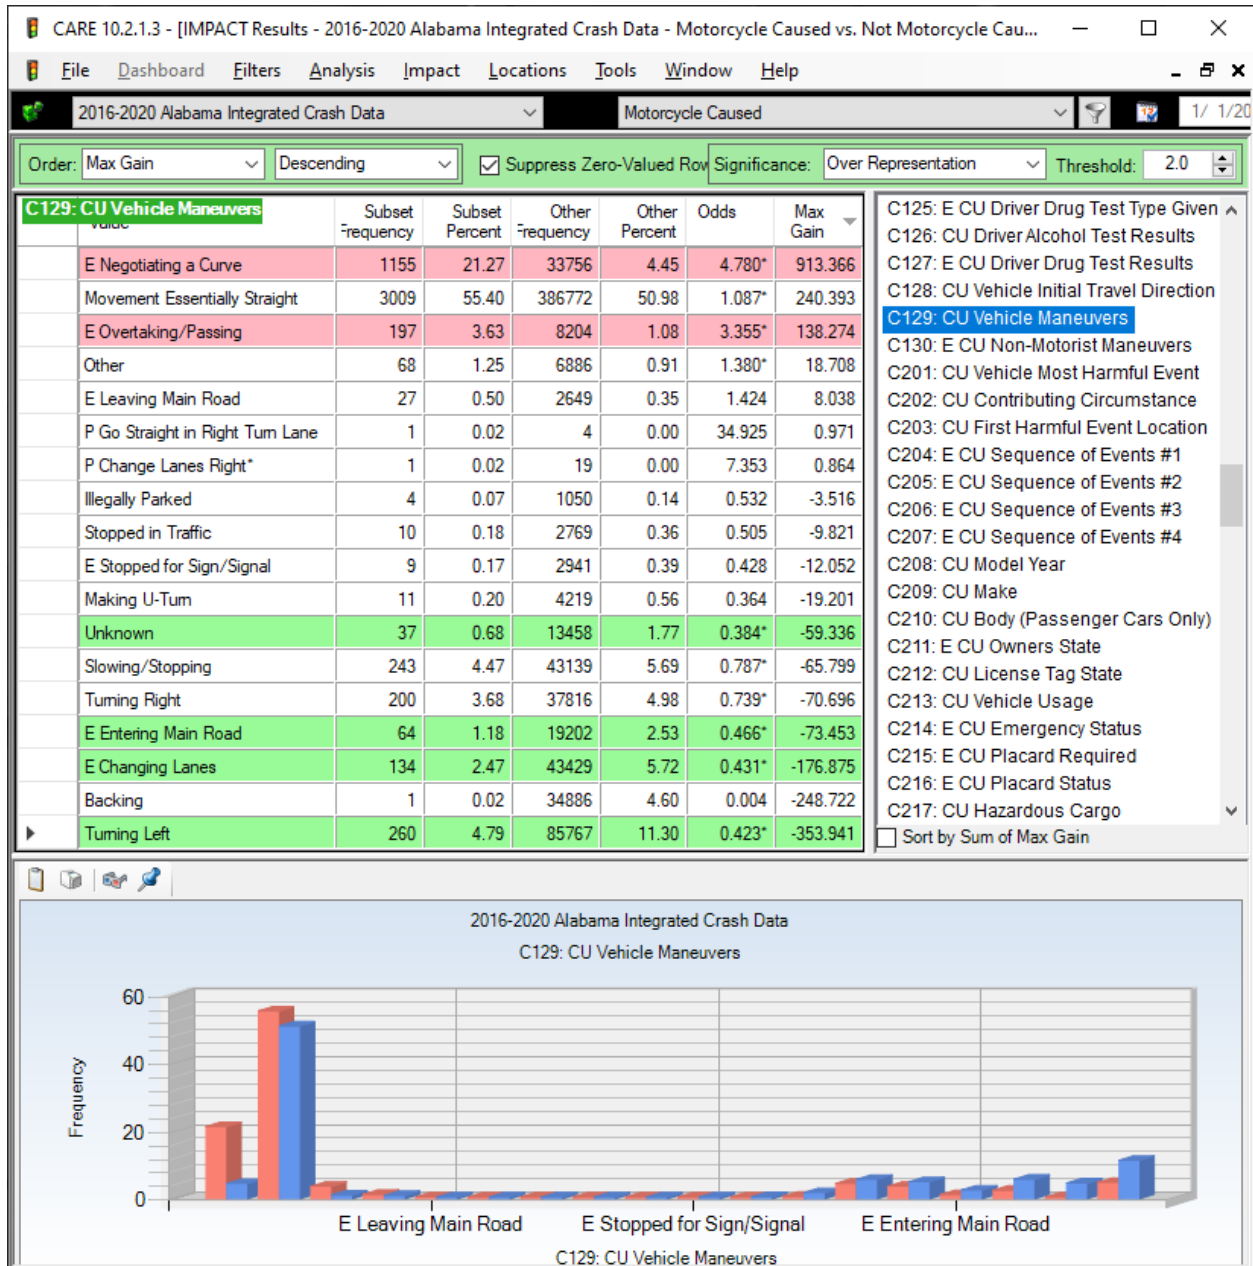 CARE 10.2.1.3 - [IMPACT Results - 2016-2020 Alabama Integrated Crash Data - Motorcycle Caused vs. Not Motorcycle Cau...
File Dashboard Filters Analysis Impact Locations Tools Window Help
2016-2020 Alabama Integrated Crash Data Motorcycle Caused 1/ 1/20
Order: Max Gain Descending Suppress Zero-Valued Row Significance: Over Representation Threshold: 2.0
C129: CU Vehicle Maneuvers
Subset Frequency Subset Percent Other Frequency Other Percent Odds Max Gain
E Negotiating a Curve 1155 21.27 33756 4.45 4.780* 913.366
Movement Essentially Straight 3009 55.40 386772 50.98 1.087* 240.393
E Overtaking/Passing 197 3.63 8204 1.08 3.355* 138.274
Other 68 1.25 6886 0.91 1.380* 18.708
E Leaving Main Road 27 0.50 2649 0.35 1.424 8.038
P Go Straight in Right Turn Lane 1 0.02 4 0.00 34.925 0.971
P Change Lanes Right* 1 0.02 19 0.00 7.353 0.864
Illegally Parked 4 0.07 1050 0.14 0.532 -3.516
Stopped in Traffic 10 0.18 2769 0.36 0.505 -9.821
E Stopped for Sign/Signal 9 0.17 2941 0.39 0.428 -12.052
Making U-Turn 11 0.20 4219 0.56 0.364 -19.201
Unknown 37 0.68 13458 1.77 0.384* -59.336
Slowing/Stopping 243 4.47 43139 5.69 0.787* -65.799
Turning Right 200 3.68 37816 4.98 0.739* -70.696
E Entering Main Road 64 1.18 19202 2.53 0.466* -73.453
E Changing Lanes 134 2.47 43429 5.72 0.431* -176.875
Backing 1 0.02 34886 4.60 0.004 -248.722
Turning Left 260 4.79 85767 11.30 0.423* -353.941
C125: E CU Driver Drug Test Type Given
C126: CU Driver Alcohol Test Results
C127: E CU Driver Drug Test Results
C128: CU Vehicle Initial Travel Direction
C129: CU Vehicle Maneuvers
C130: E CU Non-Motorist Maneuvers
C201: CU Vehicle Most Harmful Event
C202: CU Contributing Circumstance
C203: CU First Harmful Event Location
C204: E CU Sequence of Events #1
C205: E CU Sequence of Events #2
C206: E CU Sequence of Events #3
C207: E CU Sequence of Events #4
C208: CU Model Year
C209: CU Make
C210: CU Body (Passenger Cars Only)
C211: E CU Owners State
C212: CU License Tag State
C213: CU Vehicle Usage
C214: E CU Emergency Status
C215: E CU Placard Required
C216: E CU Placard Status
C217: CU Hazardous Cargo
Sort by Sum of Max Gain
2016-2020 Alabama Integrated Crash Data
C129: CU Vehicle Maneuvers
60
40
20
0
Frequency
E Leaving Main Road E Stopped for Sign/Signal E Entering Main Road
C129: CU Vehicle Maneuvers